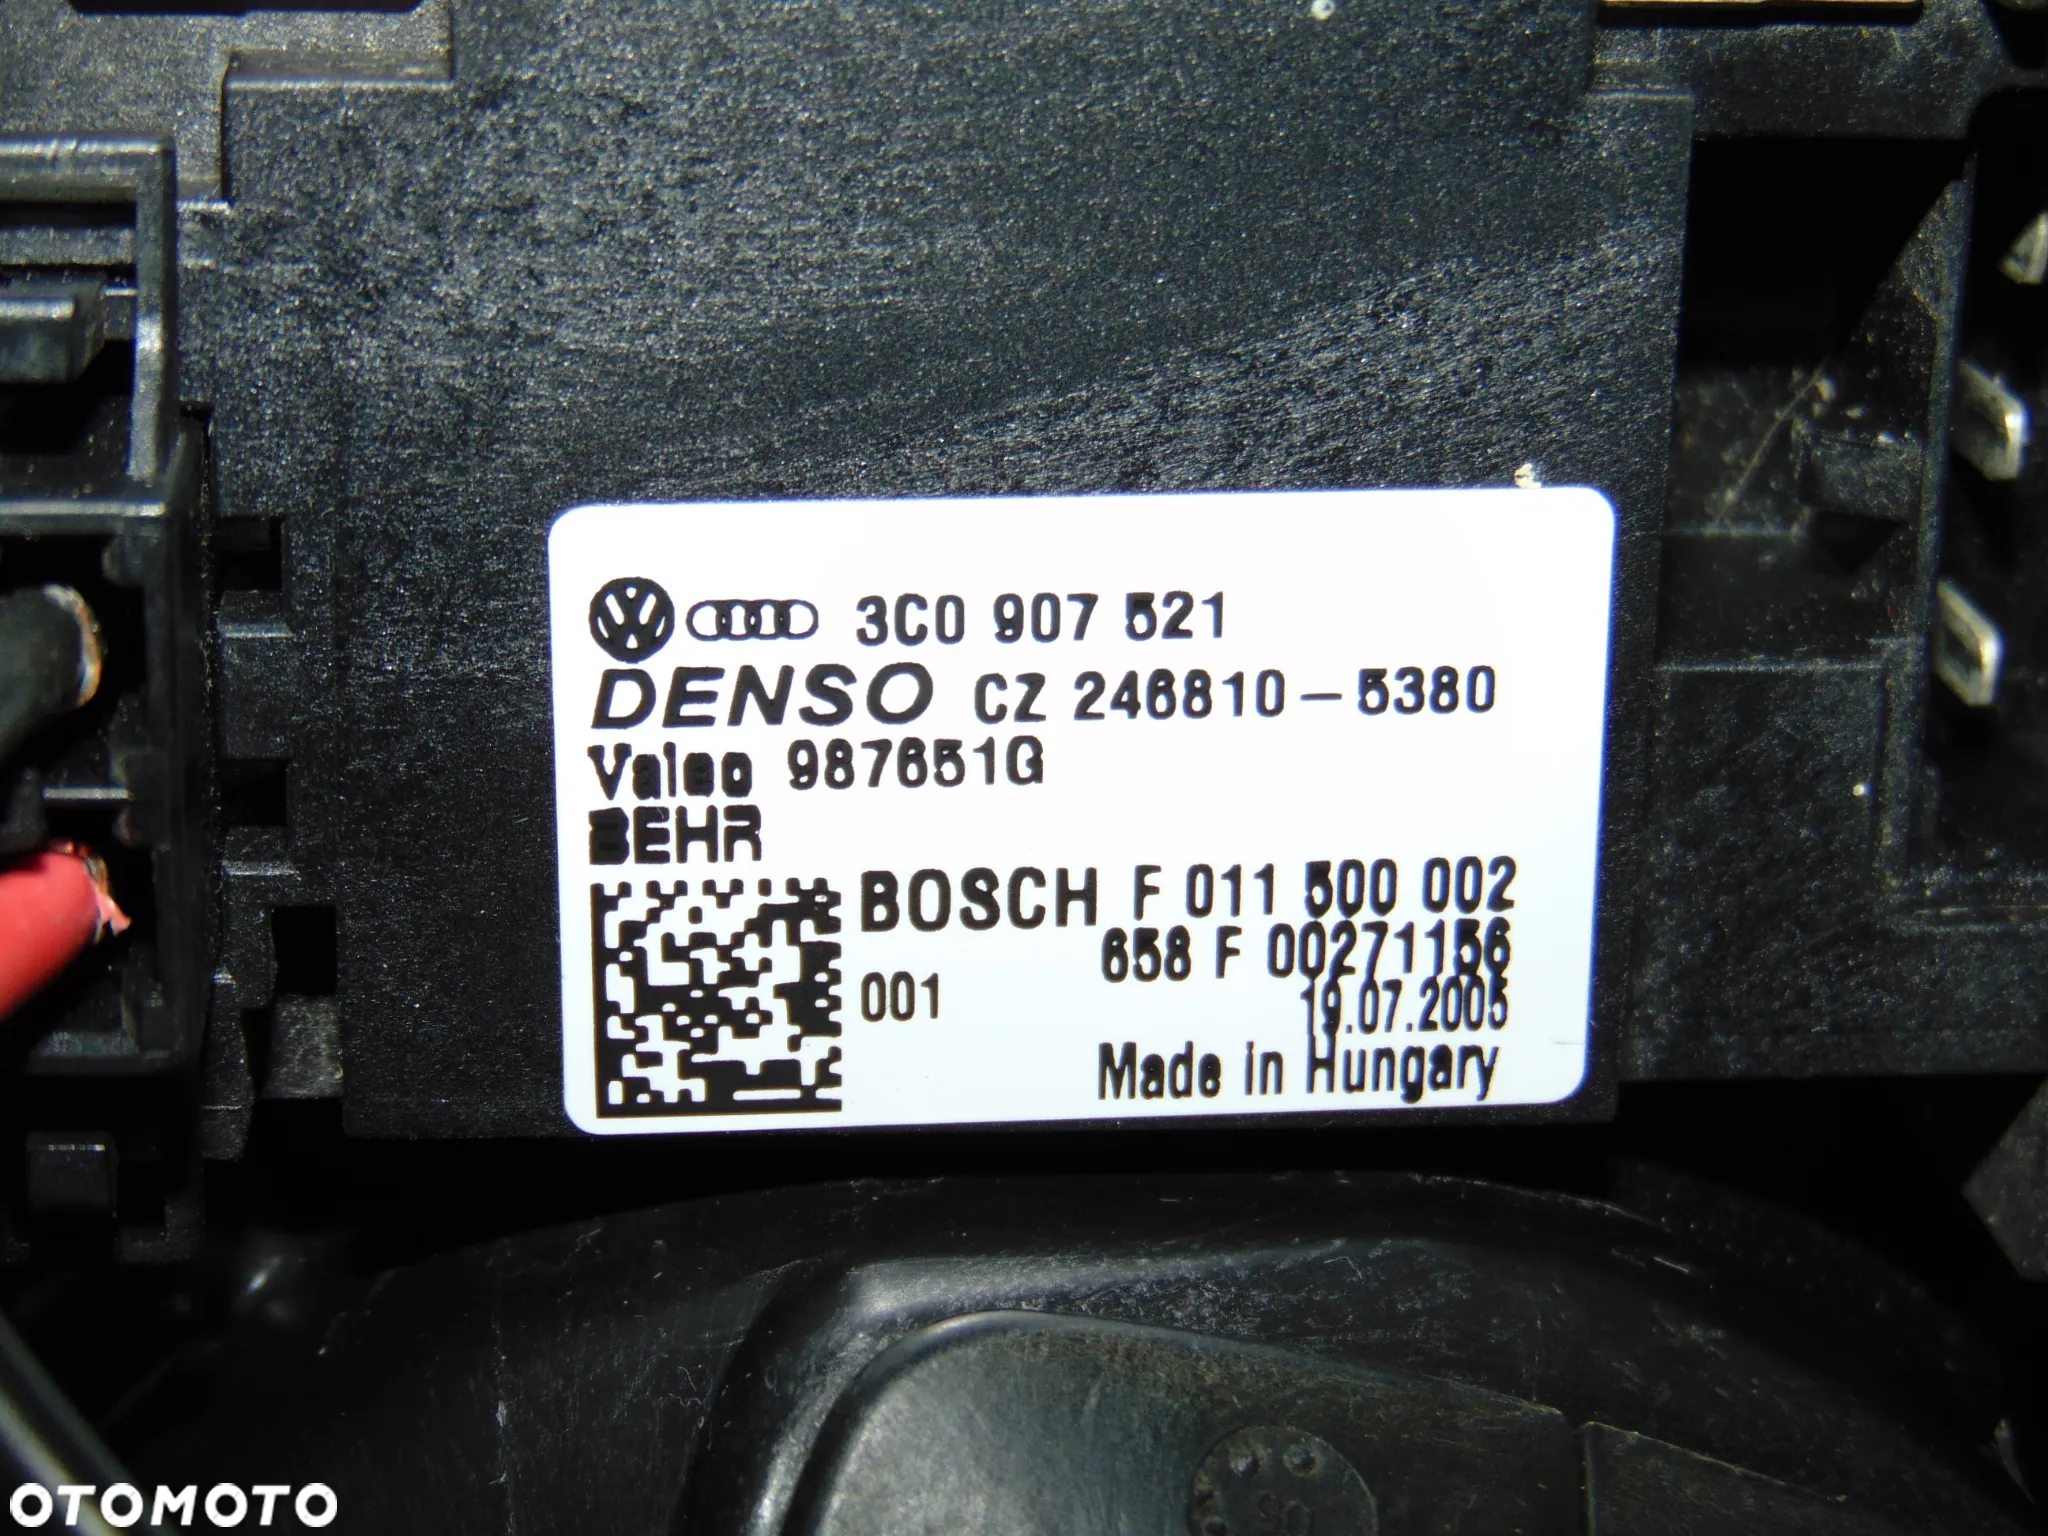 3C0 907 521
DENSO CZ 246810-5380
Valeo 987651G
BEHR
BOSCH F 011 500 002
658 F 00271156
001
19.07.2005
Made in Hungary
OTOMOTO